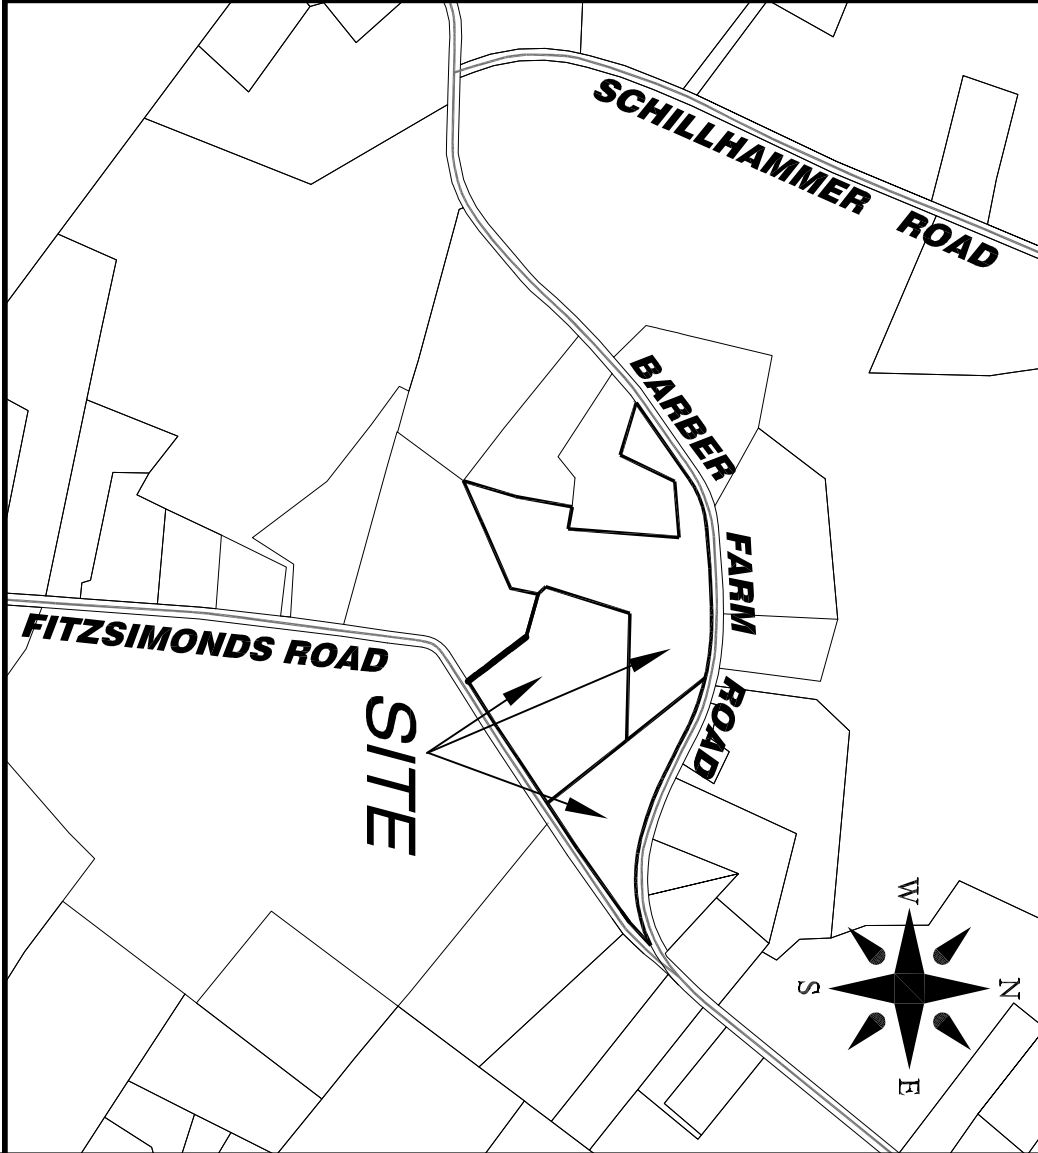 SCHILLHAMMER ROAD
BARBER FARM ROAD
FITZSIMONDS ROAD
SITE
W
N
S
E